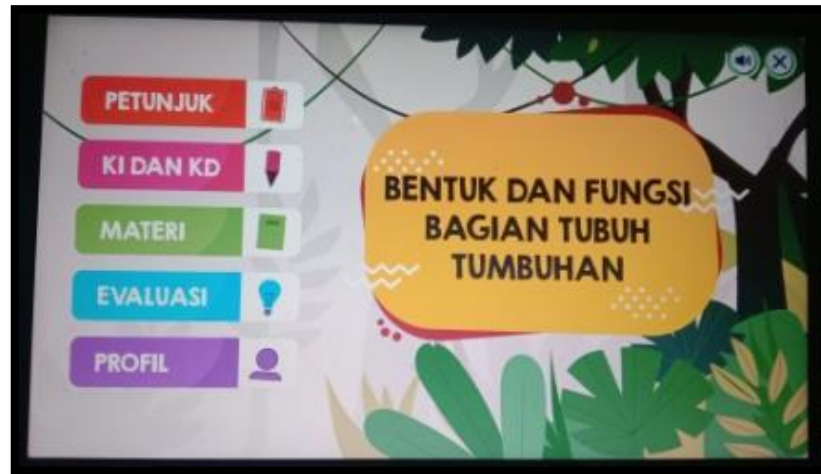 PETUNJUK
KI DAN KD
MATERI
EVALUASI
PROFIL
BENTUK DAN FUNGSI
BAGIAN TUBUH
TUMBUHAN